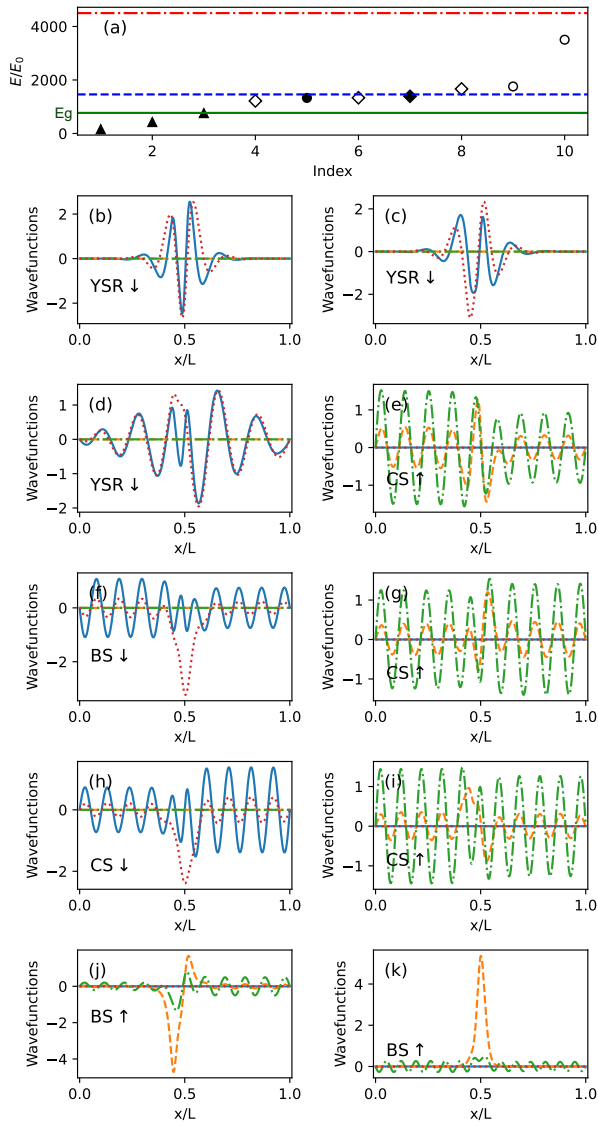 (a)
E/E₀
4000
2000
Eg
0
2 4 6 8 10
Index
(b)
Wavefunctions
2
0
−2
YSR ↓
0.0 0.5 1.0
x/L
(c)
Wavefunctions
2
0
−2
YSR ↓
0.0 0.5 1.0
x/L
(d)
Wavefunctions
1
0
−1
−2
YSR ↓
0.0 0.5 1.0
x/L
(e)
Wavefunctions
1
0
−1
CS ↑
0.0 0.5 1.0
x/L
(f)
Wavefunctions
0
−2
BS ↓
0.0 0.5 1.0
x/L
(g)
Wavefunctions
1
0
−1
CS ↑
0.0 0.5 1.0
x/L
(h)
Wavefunctions
0
−2
CS ↓
0.0 0.5 1.0
x/L
(i)
Wavefunctions
1
0
−1
CS ↑
0.0 0.5 1.0
x/L
(j)
Wavefunctions
0
−2
−4
BS ↑
0.0 0.5 1.0
x/L
(k)
Wavefunctions
4
2
0
BS ↑
0.0 0.5 1.0
x/L